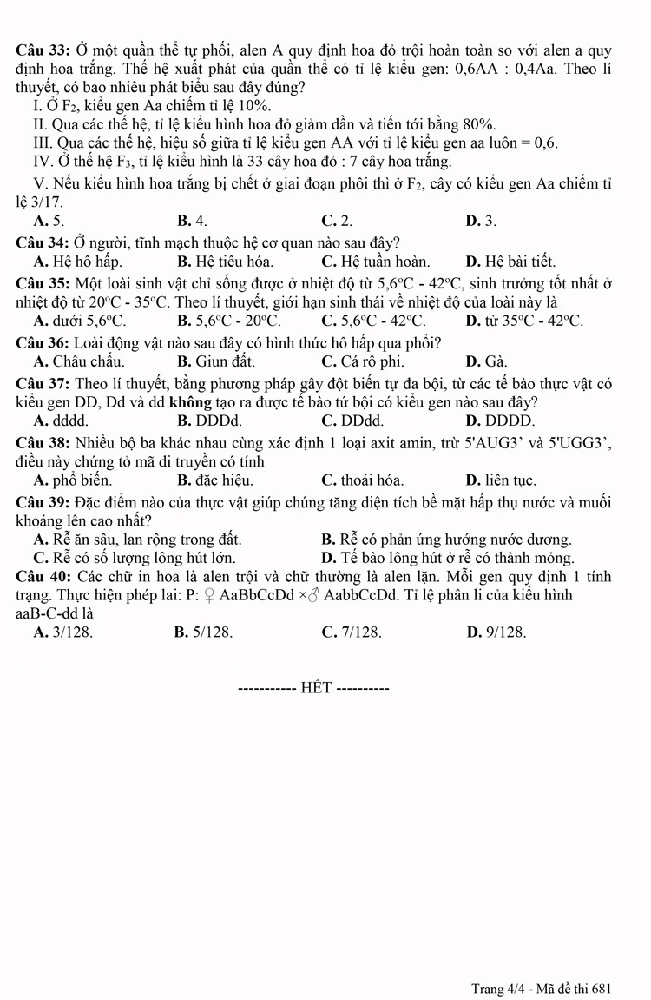 Câu 33: Ở một quần thể tự phối, alen A quy định hoa đỏ trội hoàn toàn so với alen a quy
định hoa trắng. Thế hệ xuất phát của quần thể có tỉ lệ kiểu gen: 0,6AA : 0,4Aa. Theo lí
thuyết, có bao nhiêu phát biểu sau đây đúng?
I. Ở F₂, kiểu gen Aa chiếm tỉ lệ 10%.
II. Qua các thế hệ, tỉ lệ kiểu hình hoa đỏ giảm dần và tiến tới bằng 80%.
III. Qua các thế hệ, hiệu số giữa tỉ lệ kiểu gen AA với tỉ lệ kiểu gen aa luôn = 0,6.
IV. Ở thế hệ F₃, tỉ lệ kiểu hình là 33 cây hoa đỏ : 7 cây hoa trắng.
V. Nếu kiểu hình hoa trắng bị chết ở giai đoạn phôi thì ở F₂, cây có kiểu gen Aa chiếm tỉ
lệ 3/17.
A. 5. B. 4. C. 2. D. 3.
Câu 34: Ở người, tĩnh mạch thuộc hệ cơ quan nào sau đây?
A. Hệ hô hấp. B. Hệ tiêu hóa. C. Hệ tuần hoàn. D. Hệ bài tiết.
Câu 35: Một loài sinh vật chỉ sống được ở nhiệt độ từ 5,6°C - 42°C, sinh trưởng tốt nhất ở
nhiệt độ từ 20°C - 35°C. Theo lí thuyết, giới hạn sinh thái về nhiệt độ của loài này là
A. dưới 5,6°C. B. 5,6°C - 20°C. C. 5,6°C - 42°C. D. từ 35°C - 42°C.
Câu 36: Loài động vật nào sau đây có hình thức hô hấp qua phổi?
A. Châu chấu. B. Giun đất. C. Cá rô phi. D. Gà.
Câu 37: Theo lí thuyết, bằng phương pháp gây đột biến tự đa bội, từ các tế bào thực vật có
kiểu gen DD, Dd và dd không tạo ra được tế bào tứ bội có kiểu gen nào sau đây?
A. dddd. B. DDDd. C. DDdd. D. DDDD.
Câu 38: Nhiều bộ ba khác nhau cùng xác định 1 loại axit amin, trừ 5'AUG3’ và 5'UGG3’,
điều này chứng tỏ mã di truyền có tính
A. phổ biến. B. đặc hiệu. C. thoái hóa. D. liên tục.
Câu 39: Đặc điểm nào của thực vật giúp chúng tăng diện tích bề mặt hấp thụ nước và muối
khoáng lên cao nhất?
A. Rễ ăn sâu, lan rộng trong đất. B. Rễ có phản ứng hướng nước dương.
C. Rễ có số lượng lông hút lớn. D. Tế bào lông hút ở rễ có thành mỏng.
Câu 40: Các chữ in hoa là alen trội và chữ thường là alen lặn. Mỗi gen quy định 1 tính
trạng. Thực hiện phép lai: P: ♀ AaBbCcDd ×♂ AabbCcDd. Tỉ lệ phân li của kiểu hình
aaB-C-dd là
A. 3/128. B. 5/128. C. 7/128. D. 9/128.
----------- HẾT ----------
Trang 4/4 - Mã đề thi 681